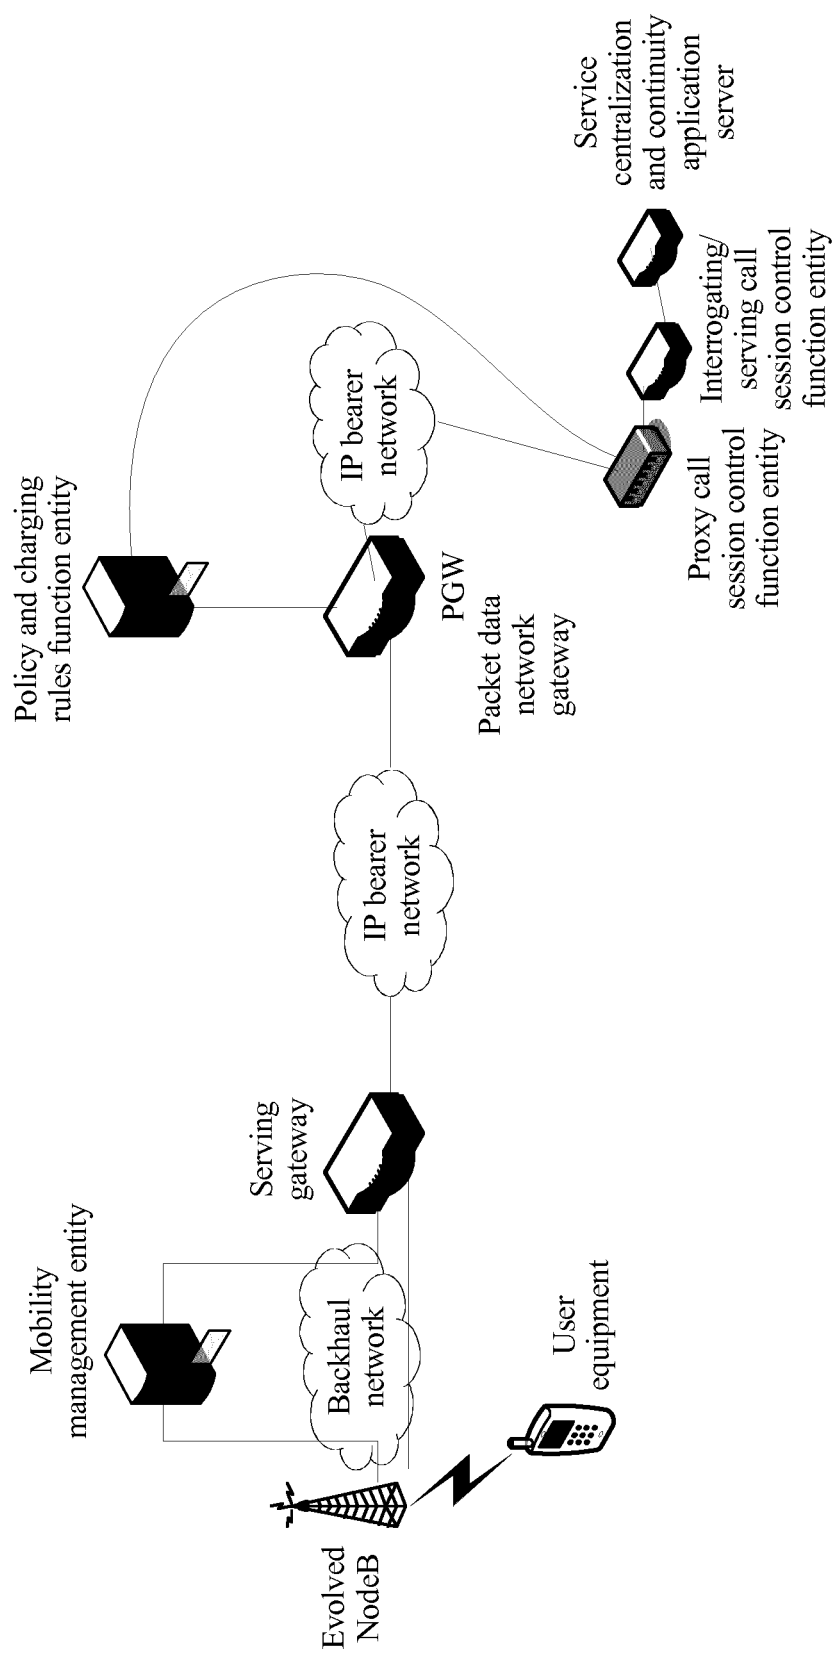 Mobility
management entity
Policy and charging
rules function entity
Evolved
NodeB
Backhaul
network
Serving
gateway
IP bearer
network
IP bearer
network
PGW
Packet data
network
gateway
User
equipment
Proxy call
session control
function entity
Interrogating/
serving call
session control
function entity
Service
centralization
and continuity
application
server